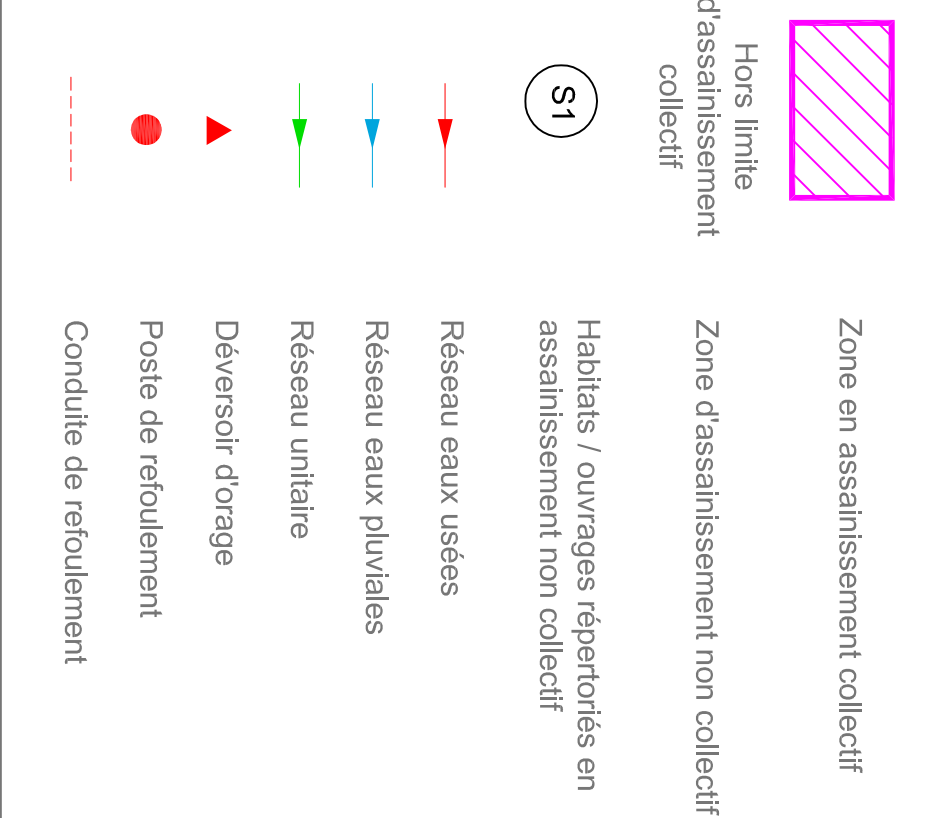 Zone en assainissement collectif
Hors limite
d'assainissement
collectif
Zone d'assainissement non collectif
S1
Habitats / ouvrages répertoriés en
assainissement non collectif
Réseau eaux usées
Réseau eaux pluviales
Réseau unitaire
Déversoir d'orage
Poste de refoulement
Conduite de refoulement